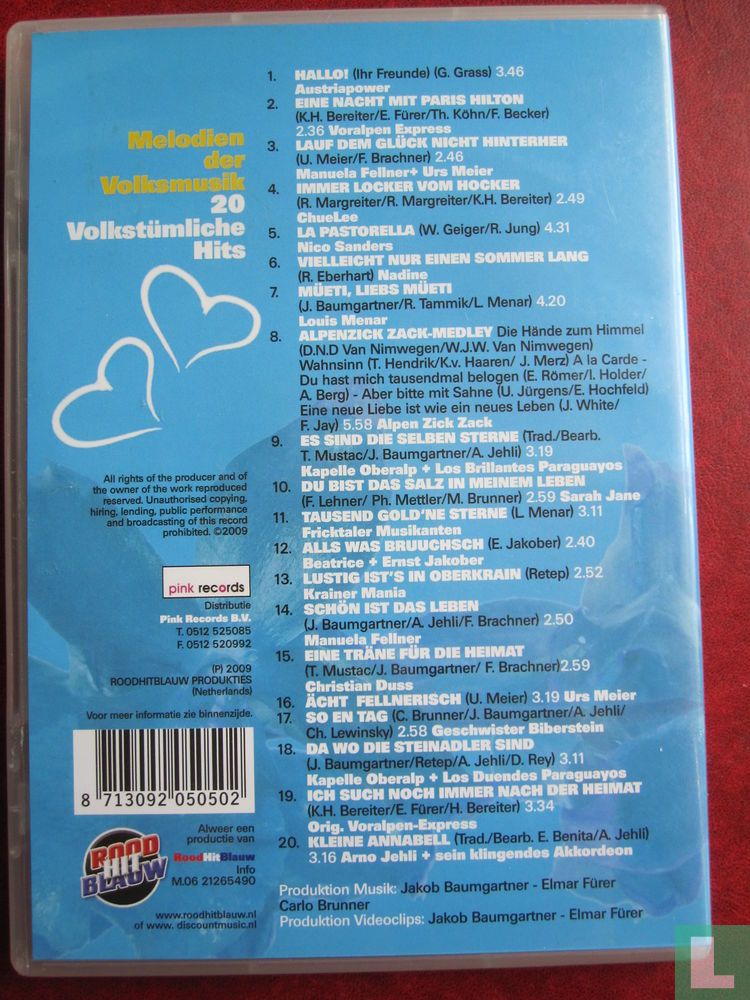 Melodien
der
Volksmusik
20
Volkstümliche
Hits
All rights of the producer and of
the owner of the work reproduced
reserved. Unauthorised copying,
hiring, lending, public performance
and broadcasting of this record
prohibited. ©2009
pink records
Distributie
Pink Records B.V.
T. 0512 525085
F. 0512 520992
(P) 2009
ROODHITBLAUW PRODUKTIES
(Netherlands)
Voor meer informatie zie binnenzijde.
8 713092 050502
ROOD
HIT
BLAUW
Alweer een
productie van
RoodHitBlauw
Info
M.06 21265490
www.roodhitblauw.nl
of www. discountmusic.nl
1. HALLO! (Ihr Freunde) (G. Grass) 3.46
Austriapower
2. EINE NACHT MIT PARIS HILTON
(K.H. Bereiter/E. Fürer/Th. Köhn/F. Becker)
2.36 Voralpen Express
3. LAUF DEM GLÜCK NICHT HINTERHER
(U. Meier/F. Brachner) 2.46
Manuela Fellner+ Urs Meier
4. IMMER LOCKER VOM HOCKER
(R. Margreiter/R. Margreiter/K.H. Bereiter) 2.49
ChueLee
5. LA PASTORELLA (W. Geiger/R. Jung) 4.31
Nico Sanders
6. VIELLEICHT NUR EINEN SOMMER LANG
(R. Eberhart) Nadine
7. MÜETI, LIEBS MÜETI
(J. Baumgartner/R. Tammik/L. Menar) 4.20
Louis Menar
8. ALPENZICK ZACK-MEDLEY Die Hände zum Himmel
(D.N.D Van Nimwegen/W.J.W. Van Nimwegen)
Wahnsinn (T. Hendrik/K.v. Haaren/ J. Merz) A la Carde -
Du hast mich tausendmal belogen (E. Römer/I. Holder/
A. Berg) - Aber bitte mit Sahne (U. Jürgens/E. Hochfeld)
Eine neue Liebe ist wie ein neues Leben (J. White/
F. Jay) 5.58 Alpen Zick Zack
9. ES SIND DIE SELBEN STERNE (Trad./Bearb.
T. Mustac/J. Baumgartner/A. Jehli) 3.19
Kapelle Oberalp + Los Brillantes Paraguayos
10. DU BIST DAS SALZ IN MEINEM LEBEN
(F. Lehner/ Ph. Mettler/M. Brunner) 2.59 Sarah Jane
11. TAUSEND GOLD'NE STERNE (L. Menar) 3.11
Fricktaler Musikanten
12. ALLS WAS BRUUCHSCH (E. Jakober) 2.40
Beatrice + Ernst Jakober
13. LUSTIG IST'S IN OBERKRAIN (Retep) 2.52
Krainer Mania
14. SCHÖN IST DAS LEBEN
(J. Baumgartner/A. Jehli/F. Brachner) 2.50
Manuela Fellner
15. EINE TRÄNE FÜR DIE HEIMAT
(T. Mustac/J. Baumgartner/ F. Brachner)2.59
Christian Duss
16. ÄCHT FELLNERISCH (U. Meier) 3.19 Urs Meier
17. SO EN TAG (C. Brunner/J. Baumgartner/A. Jehli/
Ch. Lewinsky) 2.58 Geschwister Biberstein
18. DA WO DIE STEINADLER SIND
(J. Baumgartner/Retep/A. Jehli/D. Rey) 3.11
Kapelle Oberalp + Los Duendes Paraguayos
19. ICH SUCH NOCH IMMER NACH DER HEIMAT
(K.H. Bereiter/E. Fürer/H. Bereiter) 3.34
Orig. Voralpen-Express
20. KLEINE ANNABELL (Trad./Bearb. E. Benita/A. Jehli)
3.16 Arno Jehli + sein klingendes Akkordeon
Produktion Musik: Jakob Baumgartner - Elmar Fürer
Carlo Brunner
Produktion Videoclips: Jakob Baumgartner - Elmar Fürer
L